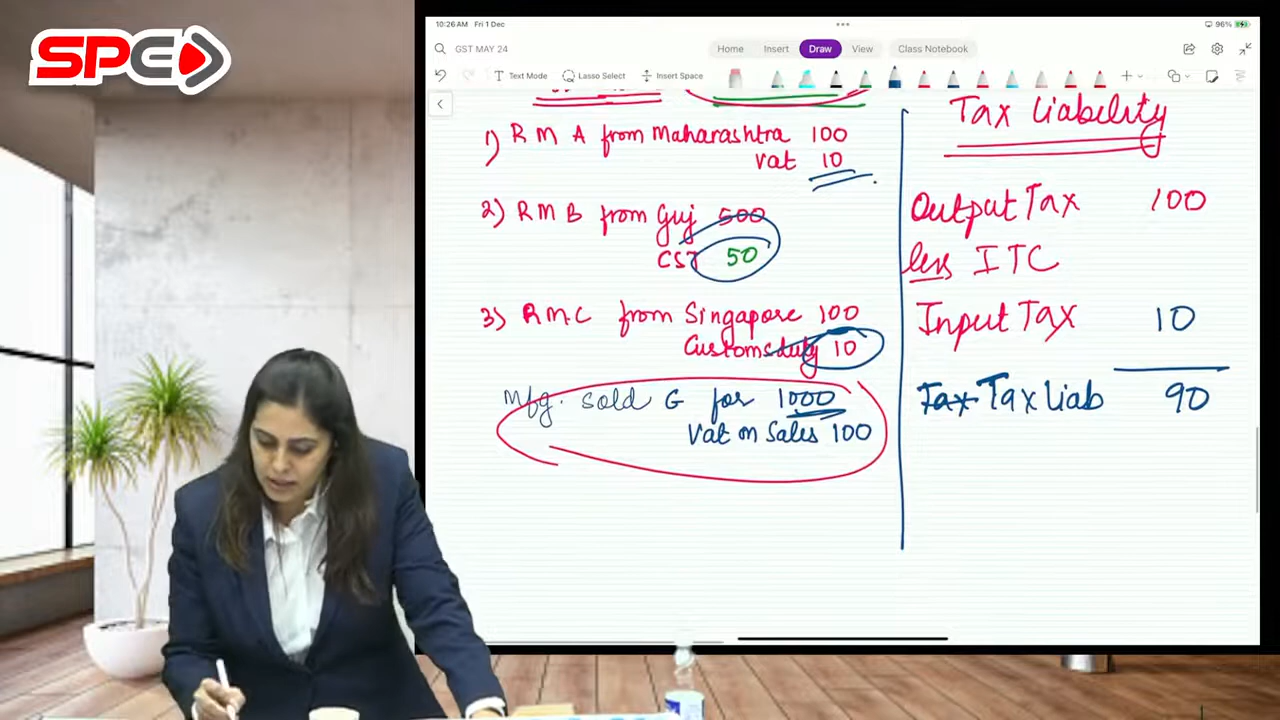 SPE
10:26 AM Fri 1 Dec
96%
GST MAY 24
Home Insert Draw View Class Notebook
Text Mode Lasso Select Insert Space
1) R M A from Maharashtra 100
Vat 10
2) R M B from Guj 500
CST 50
3) R.M.C from Singapore 100
Customs duty 10
Mfg. sold G for 1000
Vat on Sales 100
Tax Liability
Output Tax 100
less ITC
Input Tax 10
Tax Tax Liab 90